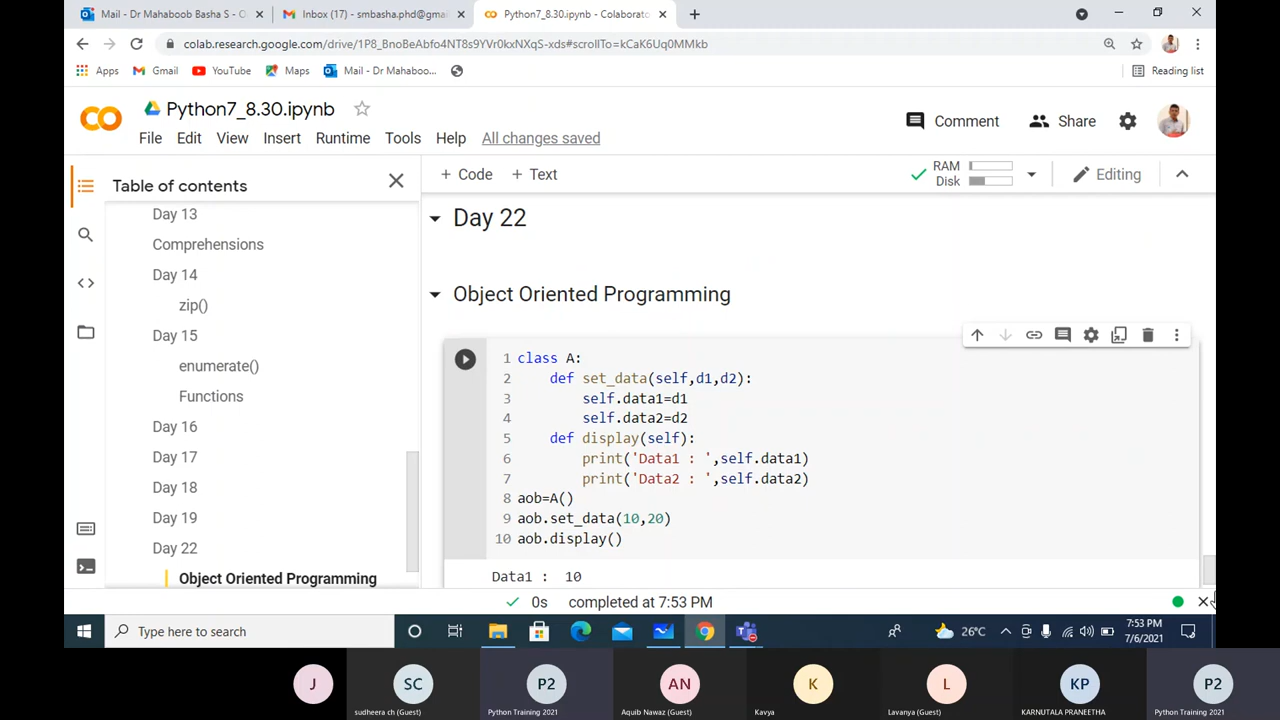 Mail - Dr Mahaboob Basha S - O
Inbox (17) - smbasha.phd@gma
Python7_8.30.ipynb - Colaborato
colab.research.google.com/drive/1P8_BnoBeAbfo4NT8s9YVr0kxNXqS-xds#scrollTo=kCaK6Uq0MMkb
Apps
Gmail
YouTube
Maps
Mail - Dr Mahaboo...
Reading list
Python7_8.30.ipynb
Comment
Share
File Edit View Insert Runtime Tools Help All changes saved
Table of contents
+ Code + Text
RAM
Disk
Editing
Day 13
Comprehensions
Day 14
zip()
Day 15
enumerate()
Functions
Day 16
Day 17
Day 18
Day 19
Day 22
Object Oriented Programming
Day 22
Object Oriented Programming
1 class A:
2 def set_data(self,d1,d2):
3 self.data1=d1
4 self.data2=d2
5 def display(self):
6 print('Data1 : ',self.data1)
7 print('Data2 : ',self.data2)
8 aob=A()
9 aob.set_data(10,20)
10 aob.display()
Data1 : 10
0s completed at 7:53 PM
Type here to search
26°C
7:53 PM
7/6/2021
J
SC
P2
AN
K
L
KP
P2
sudheera ch (Guest)
Python Training 2021
Aquib Nawaz (Guest)
Kavya
Lavanya (Guest)
KARNUTALA PRANEETHA
Python Training 2021